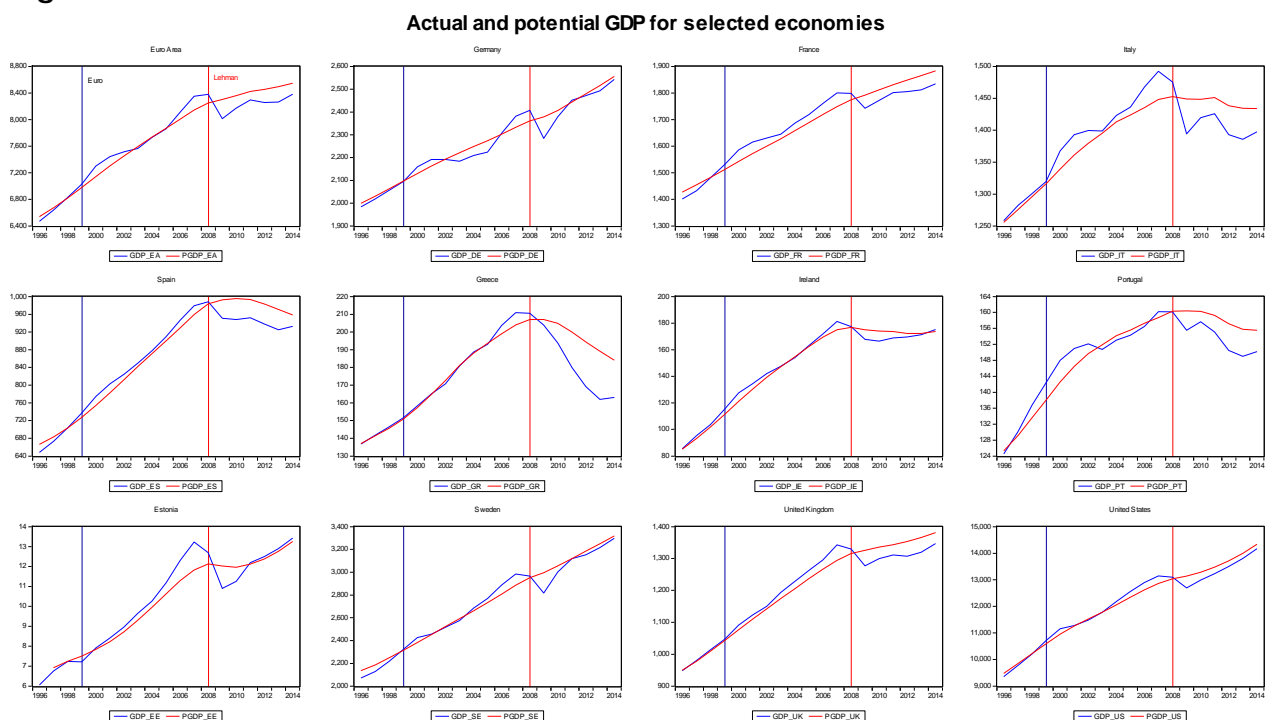 Actual and potential GDP for selected economies
Euro Area
8,800
8,400
8,000
7,600
7,200
6,800
6,400
Euro
Lehman
1996 1998 2000 2002 2004 2006 2008 2010 2012 2014
GDP_EA PGDP_EA
Germany
2,600
2,500
2,400
2,300
2,200
2,100
2,000
1,900
1996 1998 2000 2002 2004 2006 2008 2010 2012 2014
GDP_DE PGDP_DE
France
1,900
1,800
1,700
1,600
1,500
1,400
1,300
1996 1998 2000 2002 2004 2006 2008 2010 2012 2014
GDP_FR PGDP_FR
Italy
1,500
1,450
1,400
1,350
1,300
1,250
1996 1998 2000 2002 2004 2006 2008 2010 2012 2014
GDP_IT PGDP_IT
Spain
1,000
960
920
880
840
800
760
720
680
640
1996 1998 2000 2002 2004 2006 2008 2010 2012 2014
GDP_ES PGDP_ES
Greece
220
210
200
190
180
170
160
150
140
130
1996 1998 2000 2002 2004 2006 2008 2010 2012 2014
GDP_GR PGDP_GR
Ireland
200
180
160
140
120
100
80
1996 1998 2000 2002 2004 2006 2008 2010 2012 2014
GDP_IE PGDP_IE
Portugal
164
160
156
152
148
144
140
136
132
128
124
1996 1998 2000 2002 2004 2006 2008 2010 2012 2014
GDP_PT PGDP_PT
Estonia
14
13
12
11
10
9
8
7
6
1996 1998 2000 2002 2004 2006 2008 2010 2012 2014
GDP_EE PGDP_EE
Sweden
3,400
3,200
3,000
2,800
2,600
2,400
2,200
2,000
1996 1998 2000 2002 2004 2006 2008 2010 2012 2014
GDP_SE PGDP_SE
United Kingdom
1,400
1,300
1,200
1,100
1,000
900
1996 1998 2000 2002 2004 2006 2008 2010 2012 2014
GDP_UK PGDP_UK
United States
15,000
14,000
13,000
12,000
11,000
10,000
9,000
1996 1998 2000 2002 2004 2006 2008 2010 2012 2014
GDP_US PGDP_US